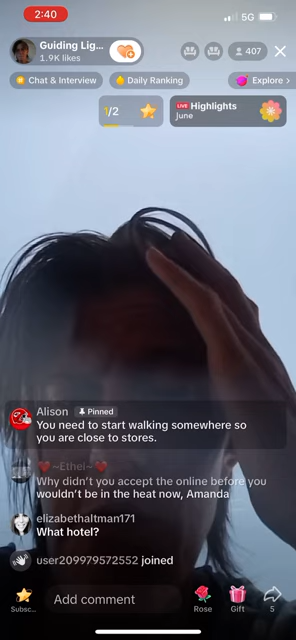 2:40
5G
Guiding Lig...
1.9K likes
407
Chat & Interview
Daily Ranking
Explore >
1/2
LIVE Highlights
June
Alison Pinned
You need to start walking somewhere so
you are close to stores.
~Ethel~
Why didn't you accept the online before you
wouldn't be in the heat now, Amanda
elizabethaltman171
What hotel?
user209979572552 joined
Subsc...
Add comment
Rose
Gift
5